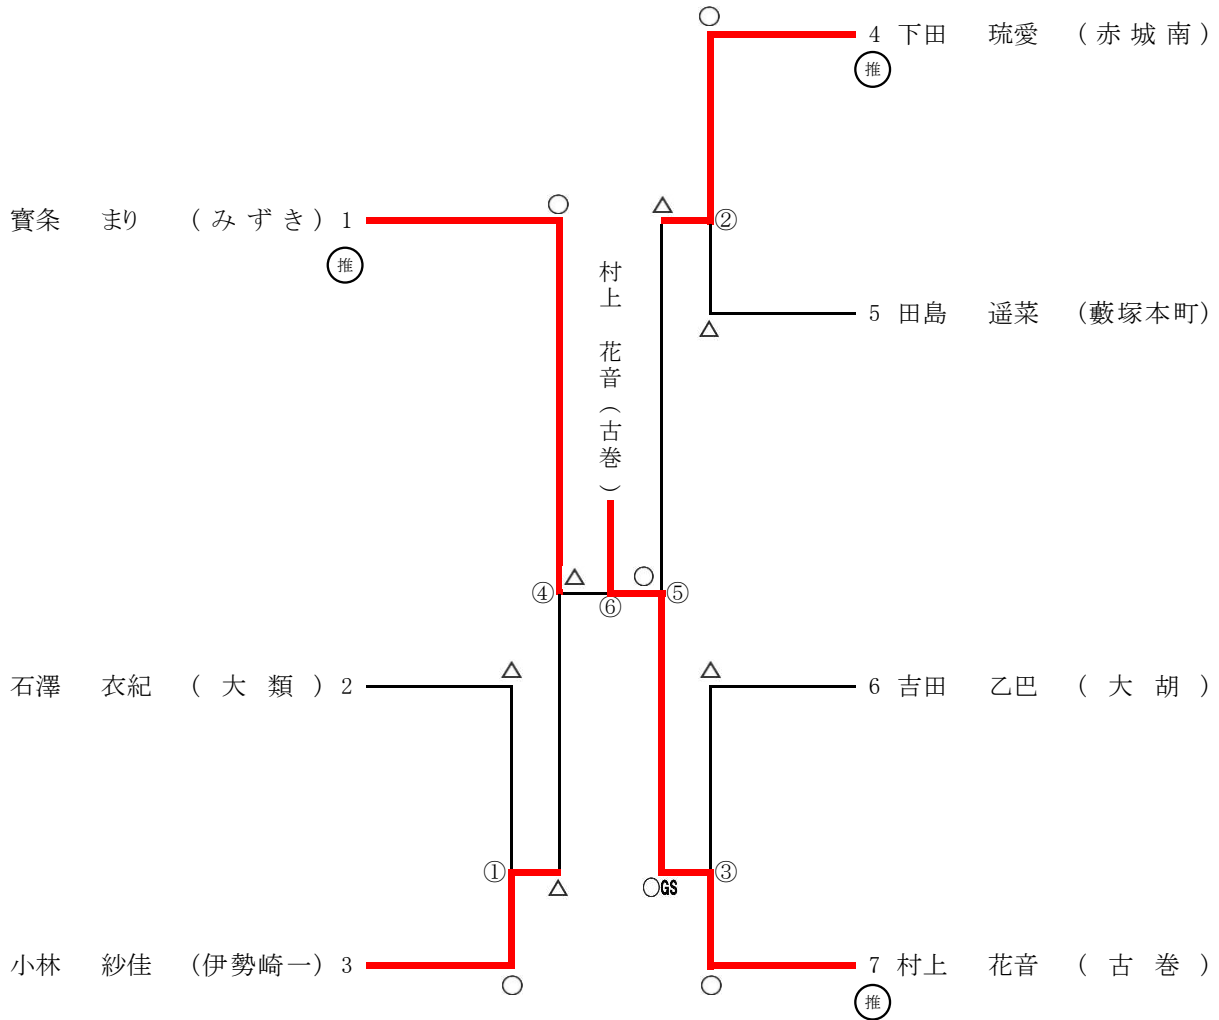 ○
4 下田 琉愛 (赤城南)
推
寳条 まり (みずき) 1
○
△
②
推
村上 花音(古巻)
5 田島 遥菜 (藪塚本町)
△
④
△
○
⑤
⑥
石澤 衣紀 (大類) 2
△
△
6 吉田 乙巴 (大胡)
①
△
○GS
③
小林 紗佳 (伊勢崎一) 3
○
○
7 村上 花音 (古巻)
推